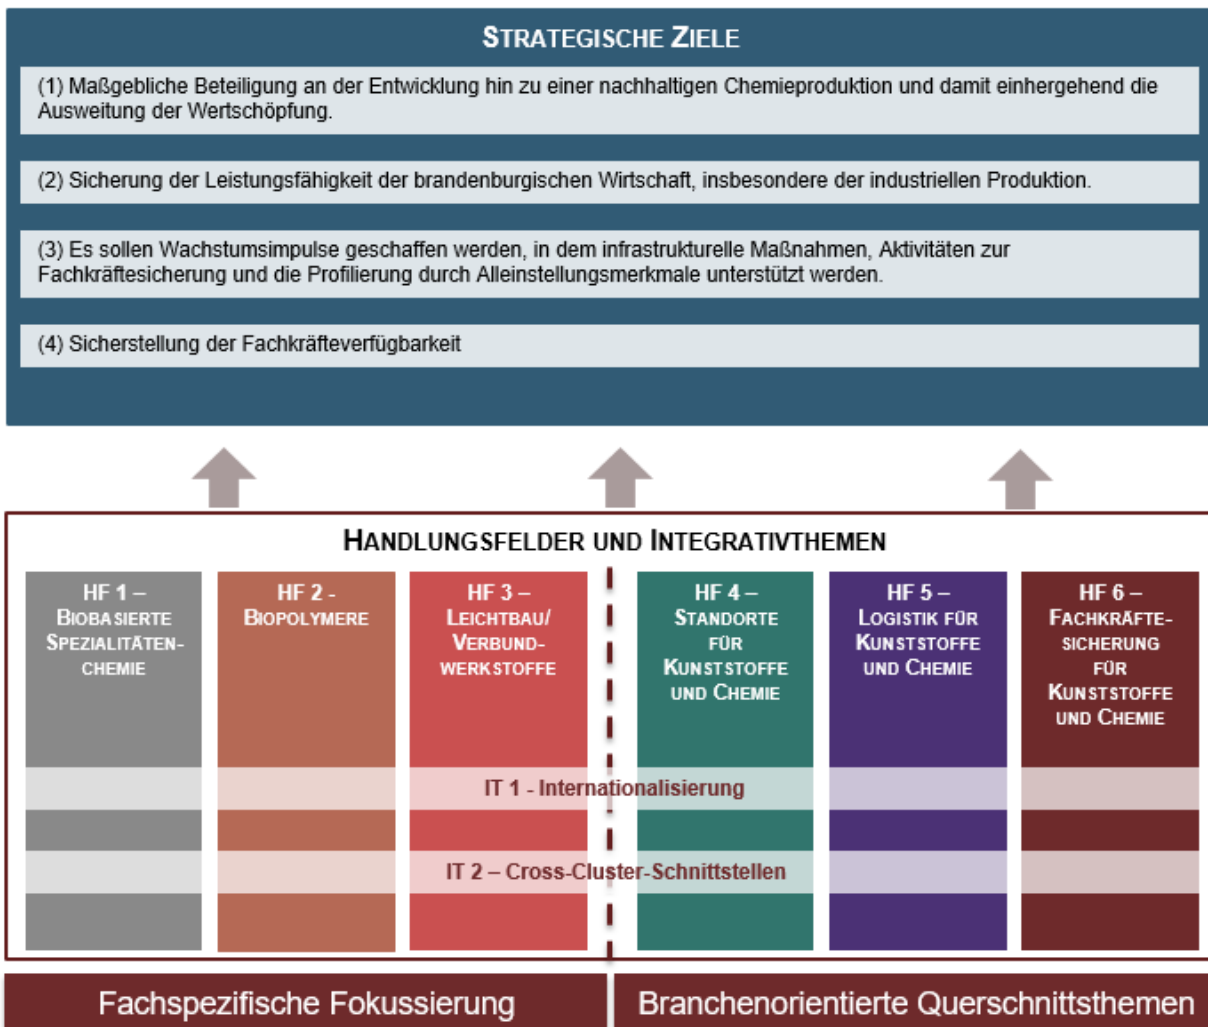 STRATEGISCHE ZIELE
(1) Maßgebliche Beteiligung an der Entwicklung hin zu einer nachhaltigen Chemieproduktion und damit einhergehend die
Ausweitung der Wertschöpfung.
(2) Sicherung der Leistungsfähigkeit der brandenburgischen Wirtschaft, insbesondere der industriellen Produktion.
(3) Es sollen Wachstumsimpulse geschaffen werden, in dem infrastrukturelle Maßnahmen, Aktivitäten zur
Fachkräftesicherung und die Profilierung durch Alleinstellungsmerkmale unterstützt werden.
(4) Sicherstellung der Fachkräfteverfügbarkeit
HANDLUNGSFELDER UND INTEGRATIVTHEMEN
HF 1 –
BIOBASIERTE
SPEZIALITÄTEN-
CHEMIE
HF 2 -
BIOPOLYMERE
HF 3 –
LEICHTBAU/
VERBUND-
WERKSTOFFE
HF 4 –
STANDORTE
FÜR
KUNSTSTOFFE
UND CHEMIE
HF 5 –
LOGISTIK FÜR
KUNSTSTOFFE
UND CHEMIE
HF 6 –
FACHKRÄFTE-
SICHERUNG
FÜR
KUNSTSTOFFE
UND CHEMIE
IT 1 - Internationalisierung
IT 2 – Cross-Cluster-Schnittstellen
Fachspezifische Fokussierung
Branchenorientierte Querschnittsthemen